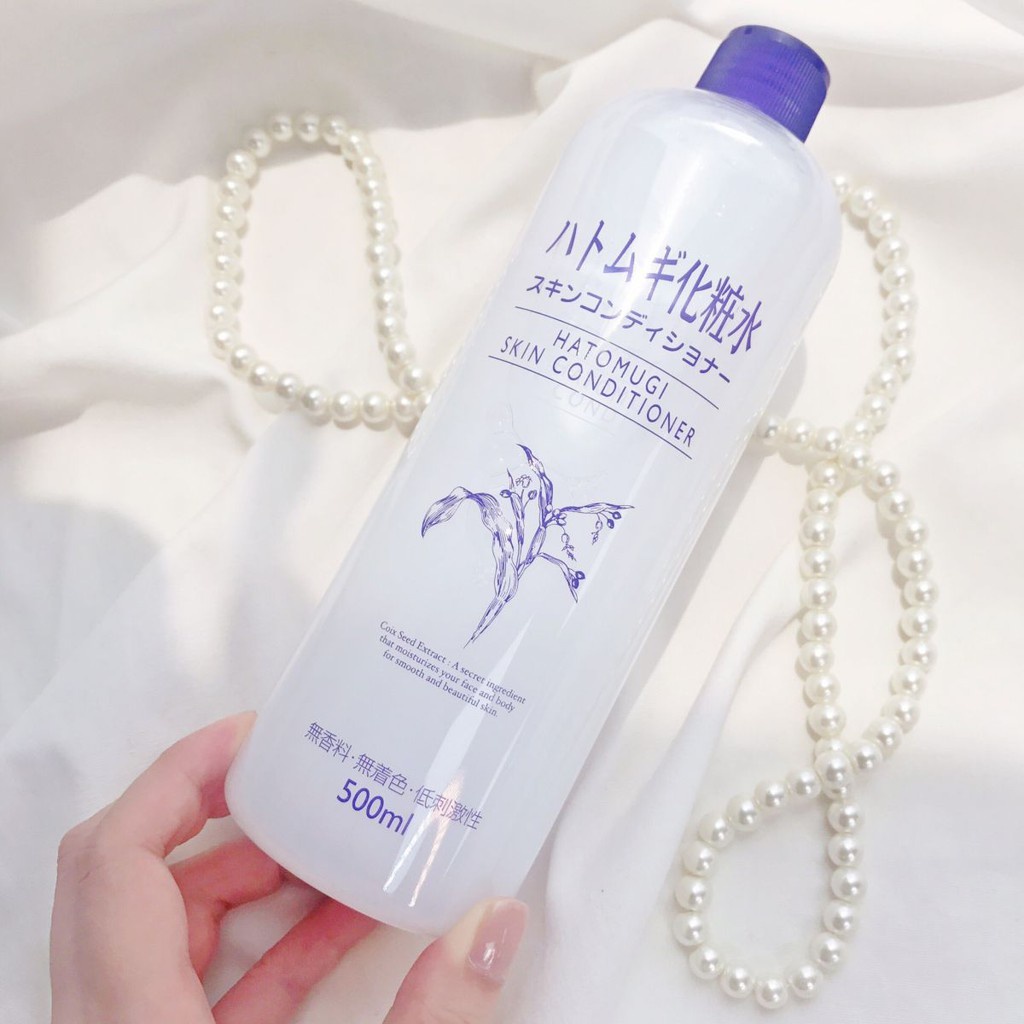 ハトムギ化粧水
スキンコンディショナー
HATOMUGI
SKIN CONDITIONER
Coix Seed Extract : A secret ingredient
that moisturizes your face and body
for smooth and beautiful skin.
無香料・無着色・低刺激性
500ml